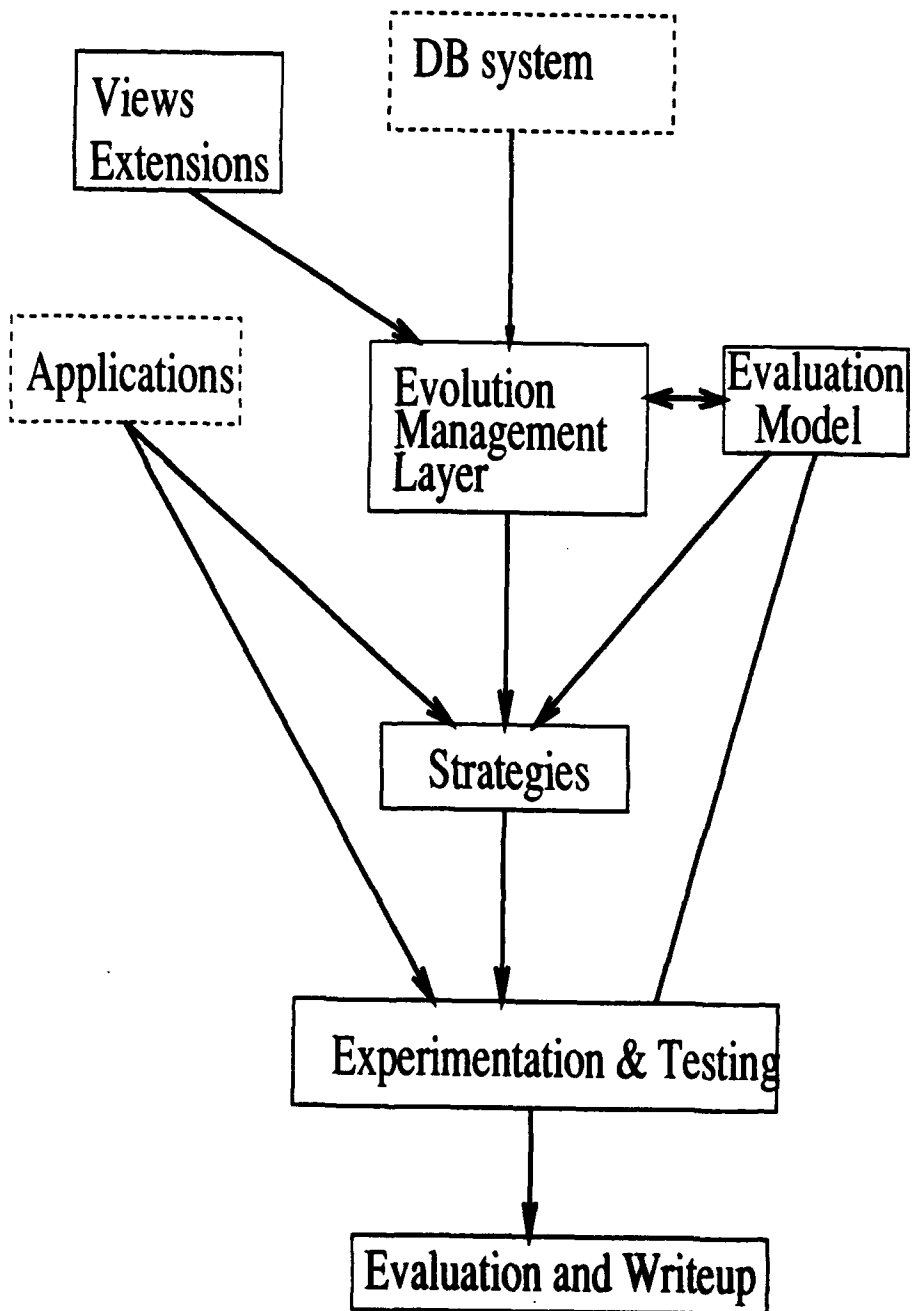 DB system
Views
Extensions
Applications
Evolution
Management
Layer
Evaluation
Model
Strategies
Experimentation & Testing
Evaluation and Writeup